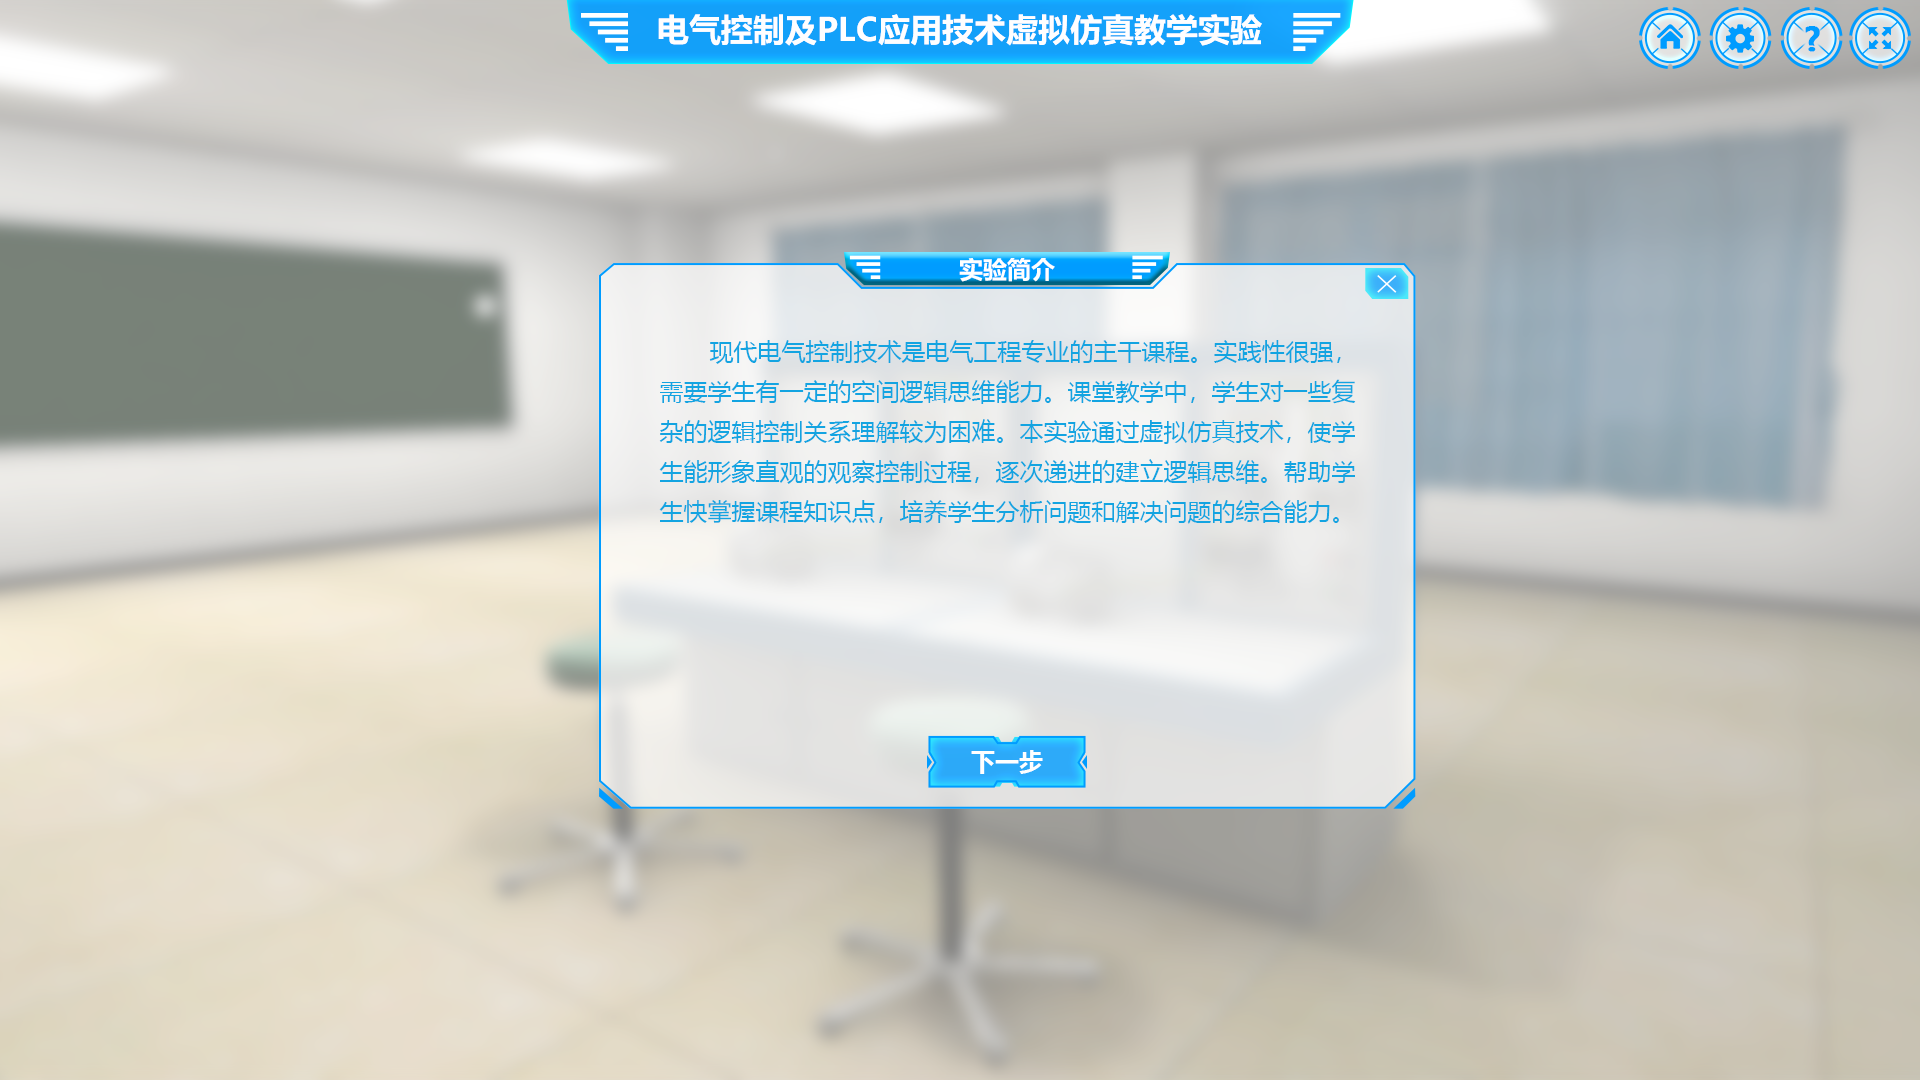 电气控制及PLC应用技术虚拟仿真教学实验
实验简介
现代电气控制技术是电气工程专业的主干课程。实践性很强，
需要学生有一定的空间逻辑思维能力。课堂教学中，学生对一些复
杂的逻辑控制关系理解较为困难。本实验通过虚拟仿真技术，使学
生能形象直观的观察控制过程，逐次递进的建立逻辑思维。帮助学
生快掌握课程知识点，培养学生分析问题和解决问题的综合能力。
下一步